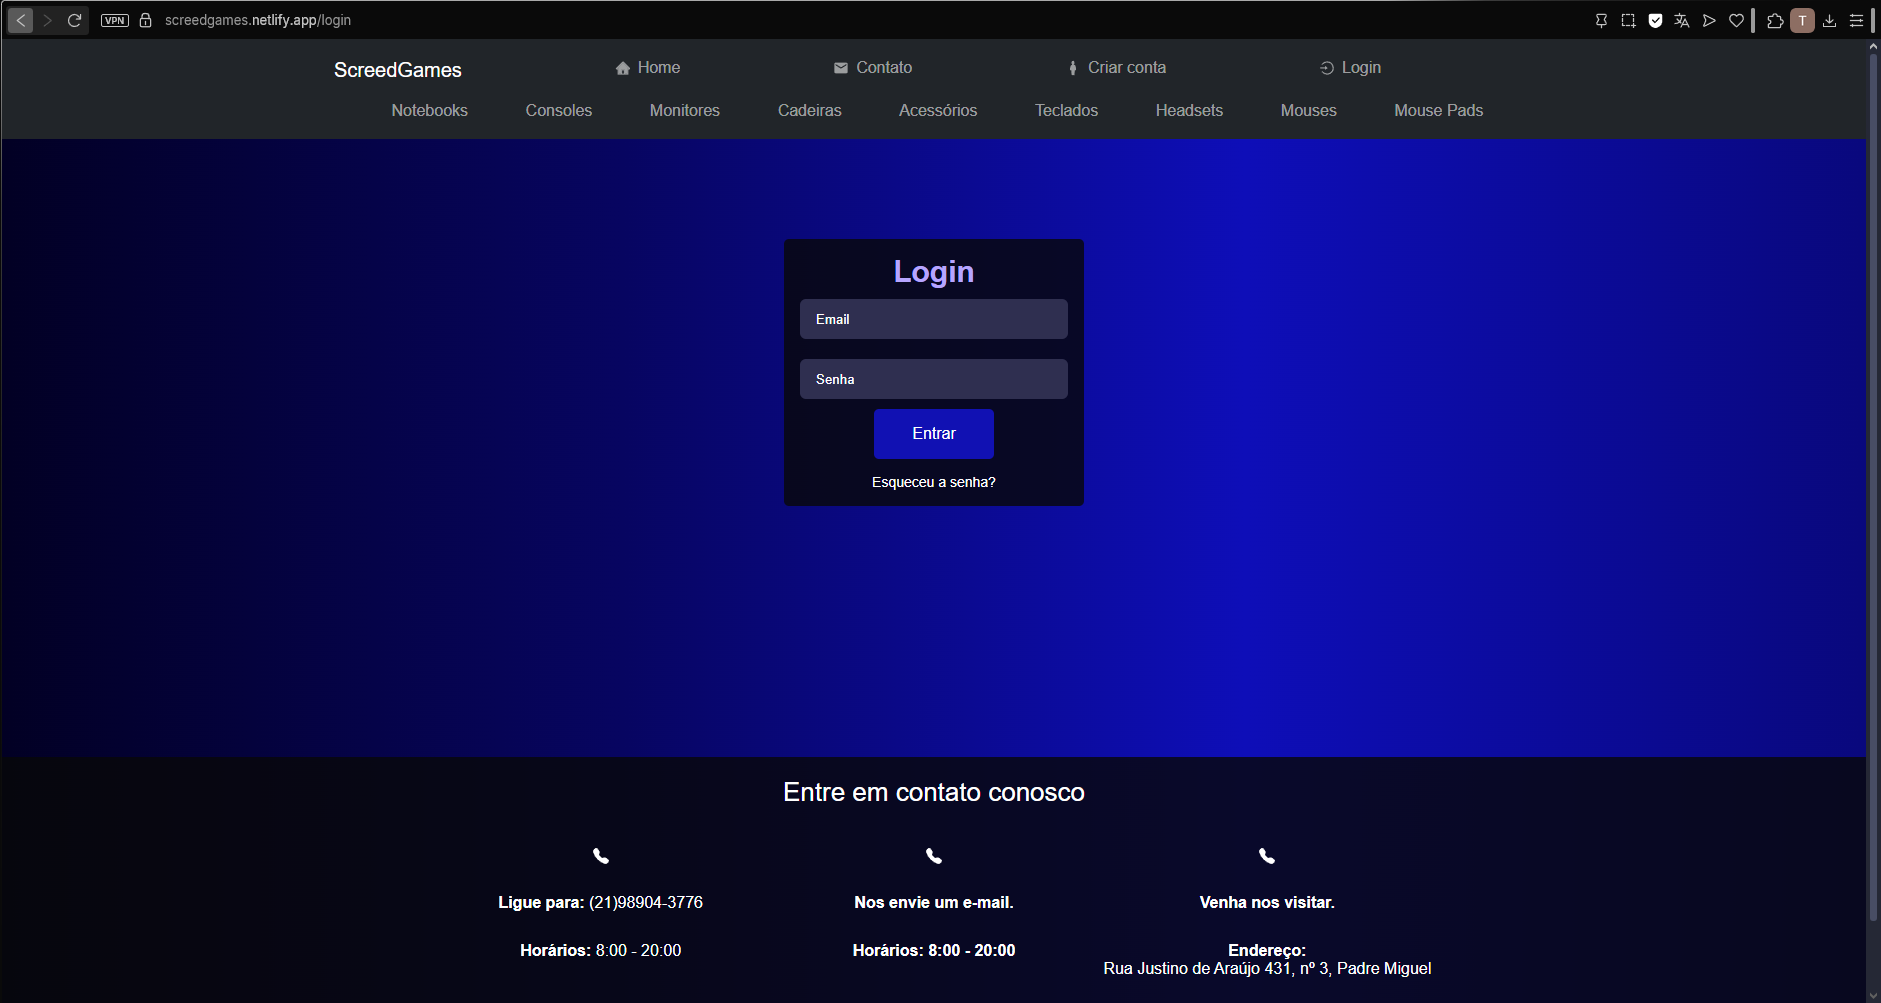 VPN screedgames.netlify.app/login T
ScreedGames Home Contato Criar conta Login
Notebooks Consoles Monitores Cadeiras Acessórios Teclados Headsets Mouses Mouse Pads
Login
Email
Senha
Entrar
Esqueceu a senha?
Entre em contato conosco
Ligue para: (21)98904-3776 Nos envie um e-mail. Venha nos visitar.
Horários: 8:00 - 20:00 Horários: 8:00 - 20:00 Endereço:
Rua Justino de Araújo 431, nº 3, Padre Miguel